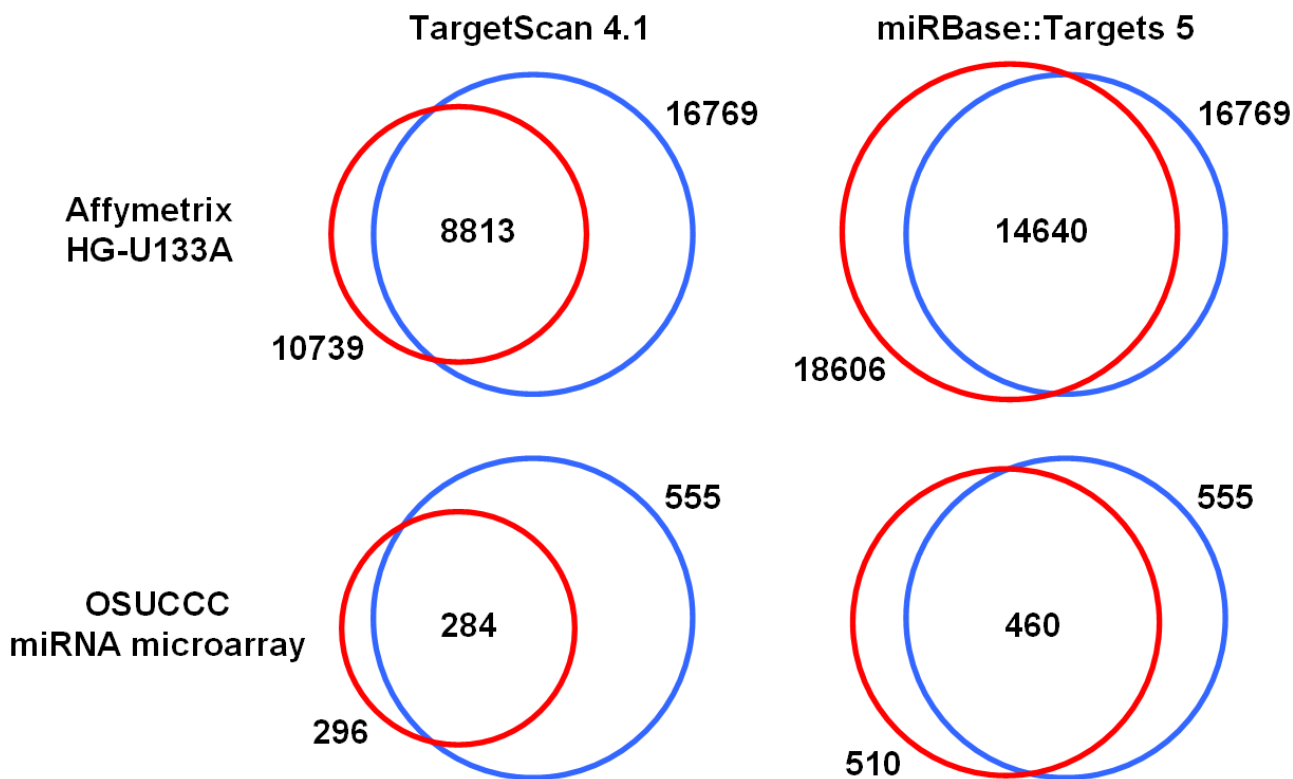 TargetScan 4.1
miRBase::Targets 5
16769
16769
Affymetrix
HG-U133A
8813
14640
10739
18606
555
555
OSUCCC
miRNA microarray
284
460
296
510